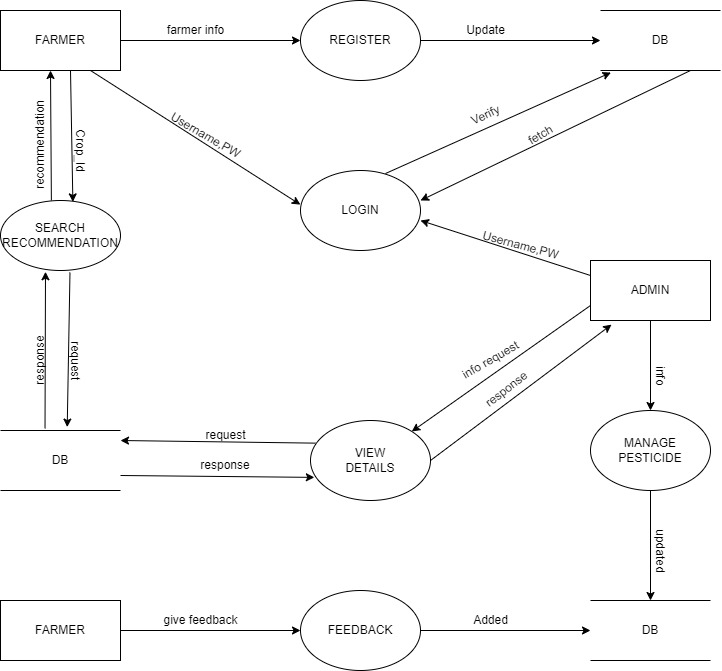 FARMER
farmer info
REGISTER
Update
DB
recommendation
Crop_Id
Username,PW
Verify
fetch
LOGIN
SEARCH
RECOMMENDATION
Username,PW
ADMIN
response
request
info request
response
info
request
DB
response
VIEW
DETAILS
MANAGE
PESTICIDE
updated
FARMER
give feedback
FEEDBACK
Added
DB